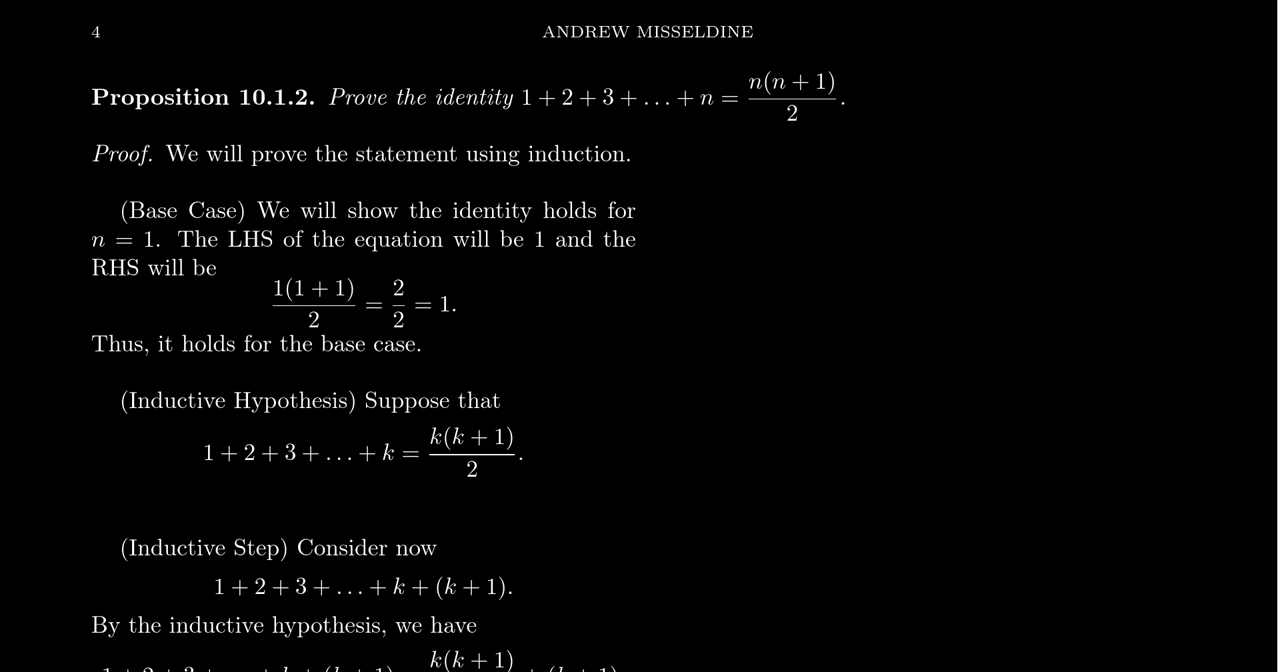 4
ANDREW MISSELDINE
Proposition 10.1.2. Prove the identity 1 + 2 + 3 + … + n = n(n + 1)/2.
Proof. We will prove the statement using induction.
(Base Case) We will show the identity holds for
n = 1. The LHS of the equation will be 1 and the
RHS will be
1(1 + 1)/2 = 2/2 = 1.
Thus, it holds for the base case.
(Inductive Hypothesis) Suppose that
1 + 2 + 3 + … + k = k(k + 1)/2.
(Inductive Step) Consider now
1 + 2 + 3 + … + k + (k + 1).
By the inductive hypothesis, we have
k(k + 1)